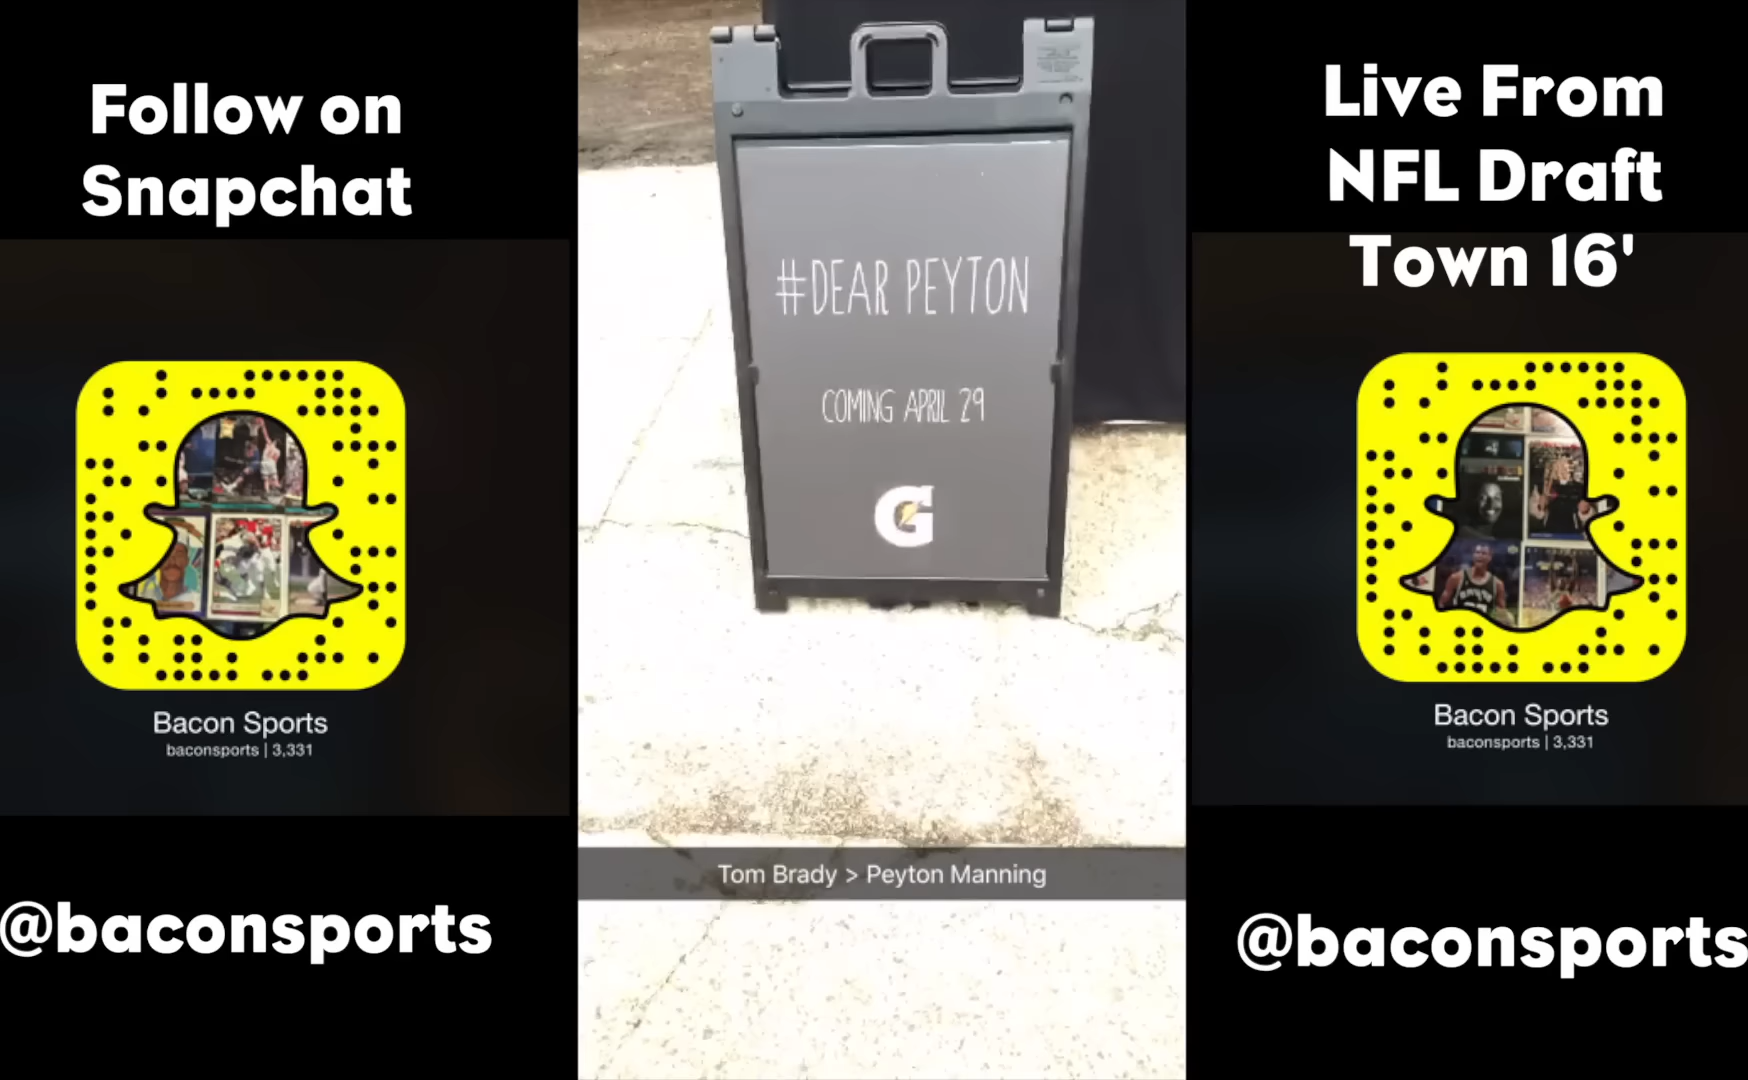 Follow on
Snapchat
Bacon Sports
baconsports | 3,331
@baconsports
#DEAR PEYTON
COMING APRIL 29
G
Tom Brady > Peyton Manning
Live From
NFL Draft
Town 16'
Bacon Sports
baconsports | 3,331
@baconsports